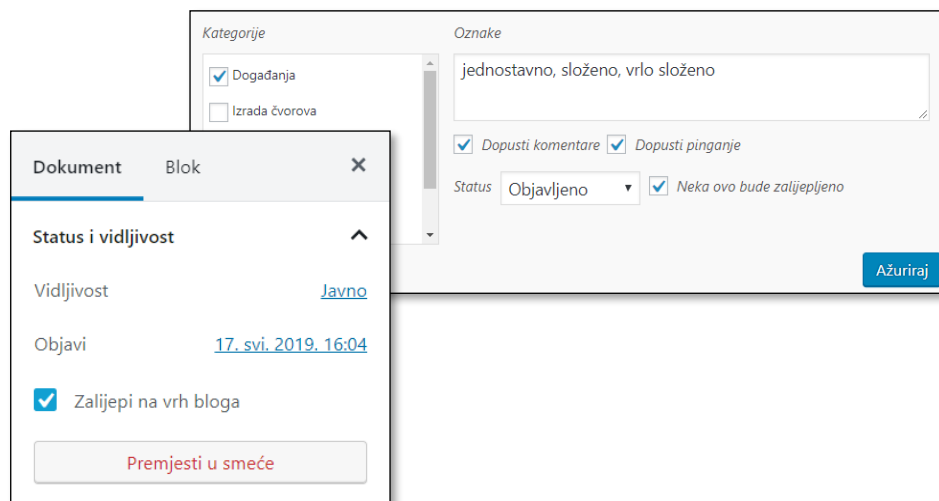 Kategorije
Oznake
Događanja
Izrada čvorova
jednostavno, složeno, vrlo složeno
Dopusti komentare Dopusti pinganje
Status Objavljeno Neka ovo bude zalijepljeno
Ažuriraj
Dokument Blok ×
Status i vidljivost
Vidljivost Javno
Objavi 17. svi. 2019. 16:04
Zalijepi na vrh bloga
Premjesti u smeće